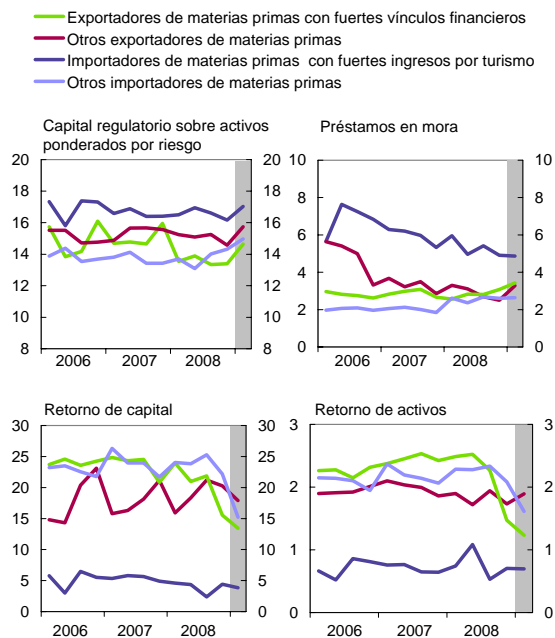 Exportadores de materias primas con fuertes vínculos financieros
Otros exportadores de materias primas
Importadores de materias primas con fuertes ingresos por turismo
Otros importadores de materias primas
Capital regulatorio sobre activos
ponderados por riesgo
20 20
18 18
16 16
14 14
12 12
10 10
8 8
2006 2007 2008
Préstamos en mora
10 10
8 8
6 6
4 4
2 2
0 0
2006 2007 2008
Retorno de capital
30 30
25 25
20 20
15 15
10 10
5 5
0 0
2006 2007 2008
Retorno de activos
3 3
2 2
1 1
0 0
2006 2007 2008